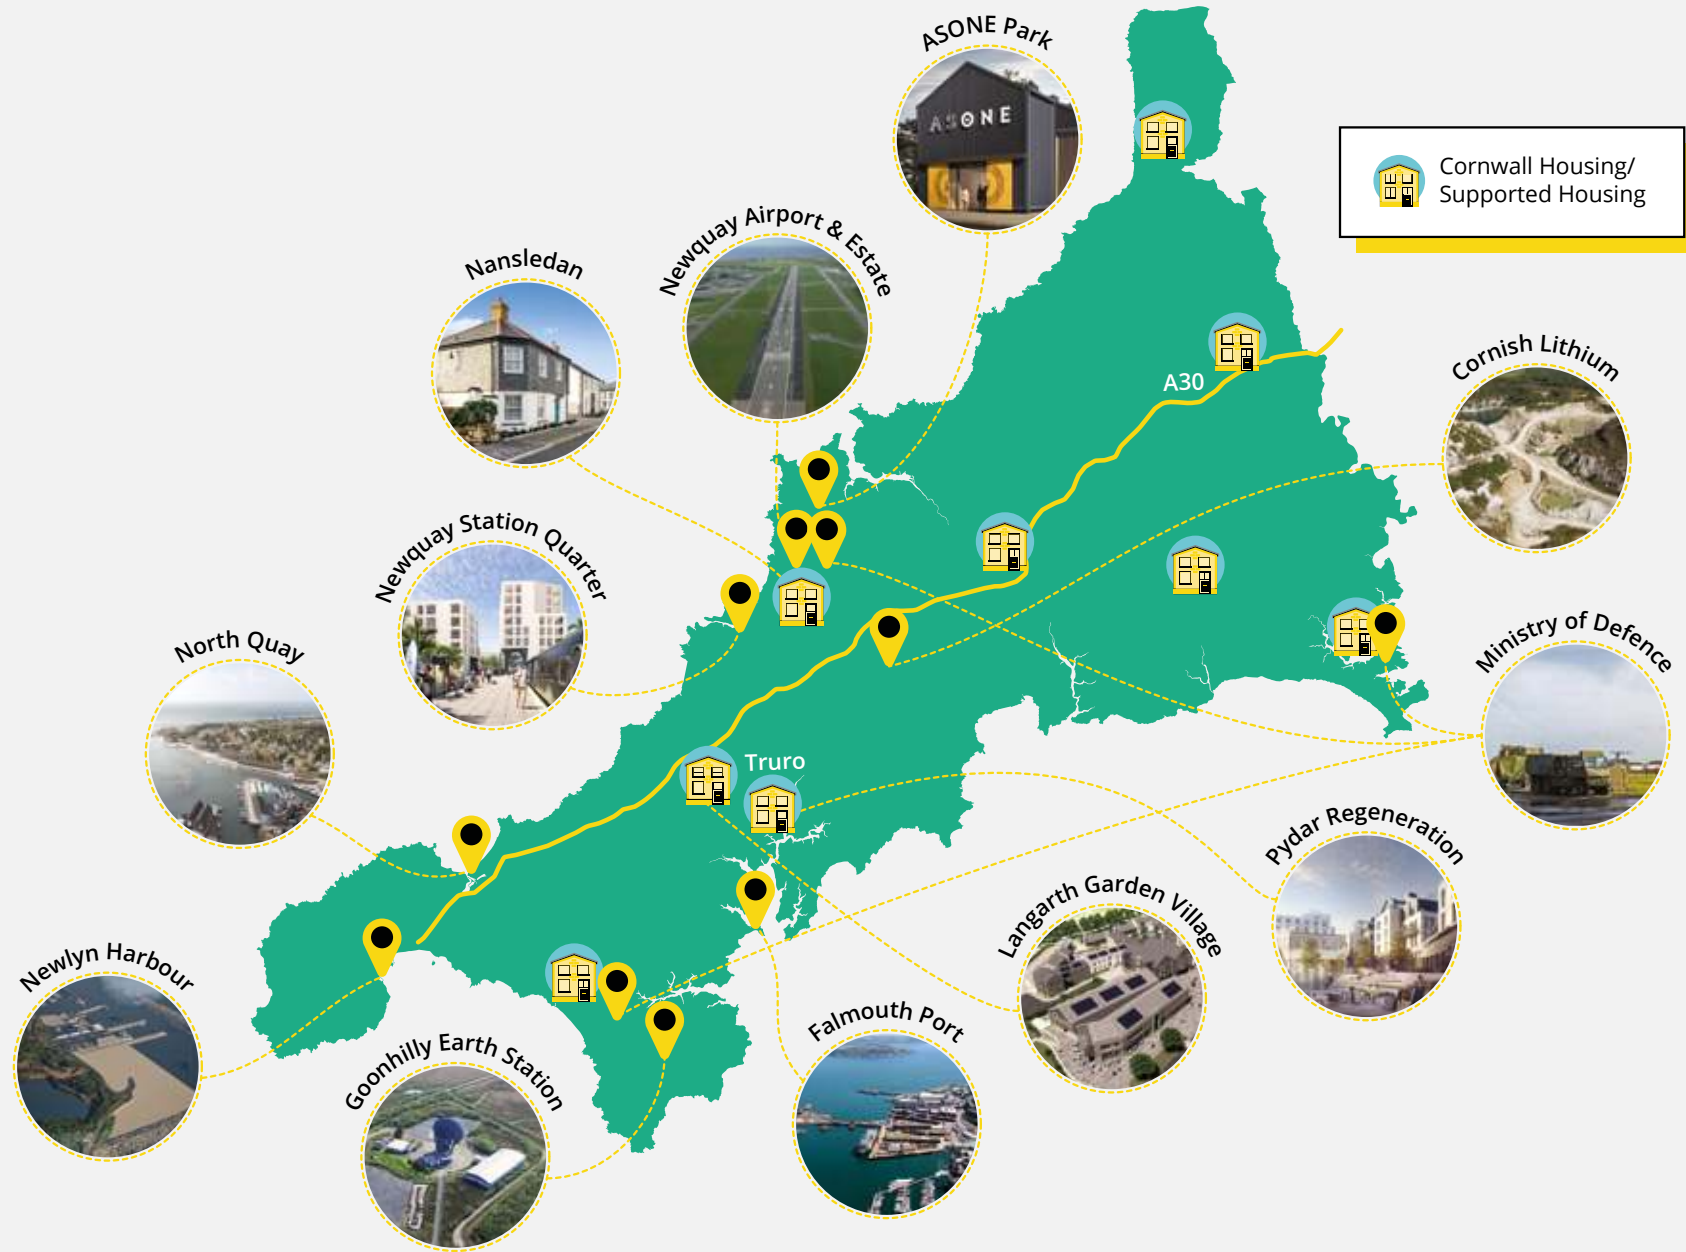 ASONE Park
ASONE
Newquay Airport & Estate
Nansledan
Cornwall Housing/
Supported Housing
Cornish Lithium
A30
Newquay Station Quarter
North Quay
Ministry of Defence
Truro
Pydar Regeneration
Langarth Garden Village
Newlyn Harbour
Falmouth Port
Goonhilly Earth Station